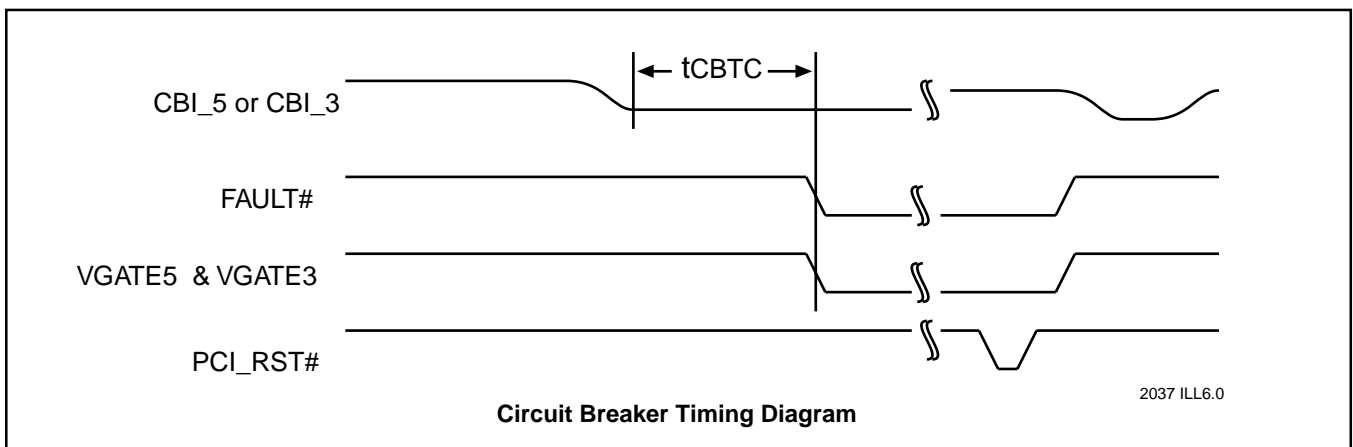 tCBTC
CBI_5 or CBI_3
FAULT#
VGATE5 & VGATE3
PCI_RST#
2037 ILL6.0
Circuit Breaker Timing Diagram